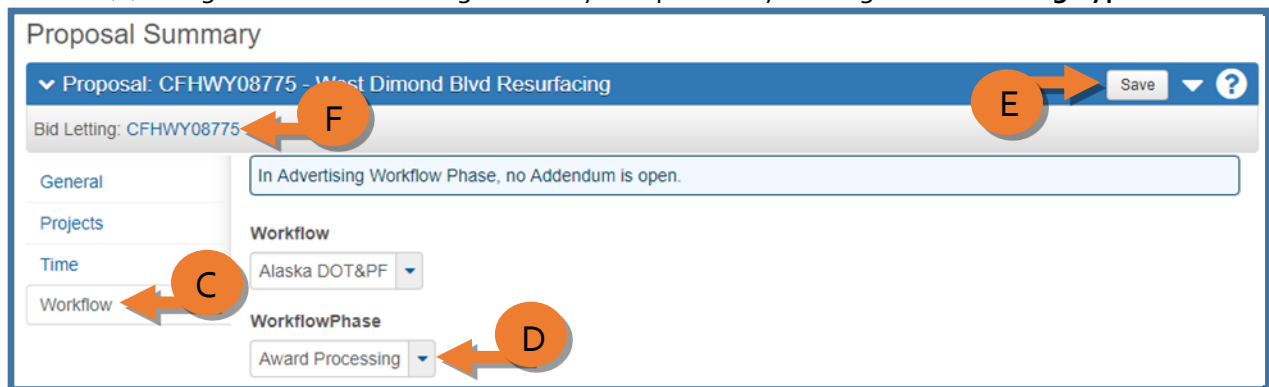 Proposal Summary
Proposal: CFHWY08775 - West Dimond Blvd Resurfacing
Save
?
E
Bid Letting: CFHWY08775
F
General
In Advertising Workflow Phase, no Addendum is open.
Projects
Workflow
Time
Alaska DOT&PF
C
Workflow
WorkflowPhase
D
Award Processing